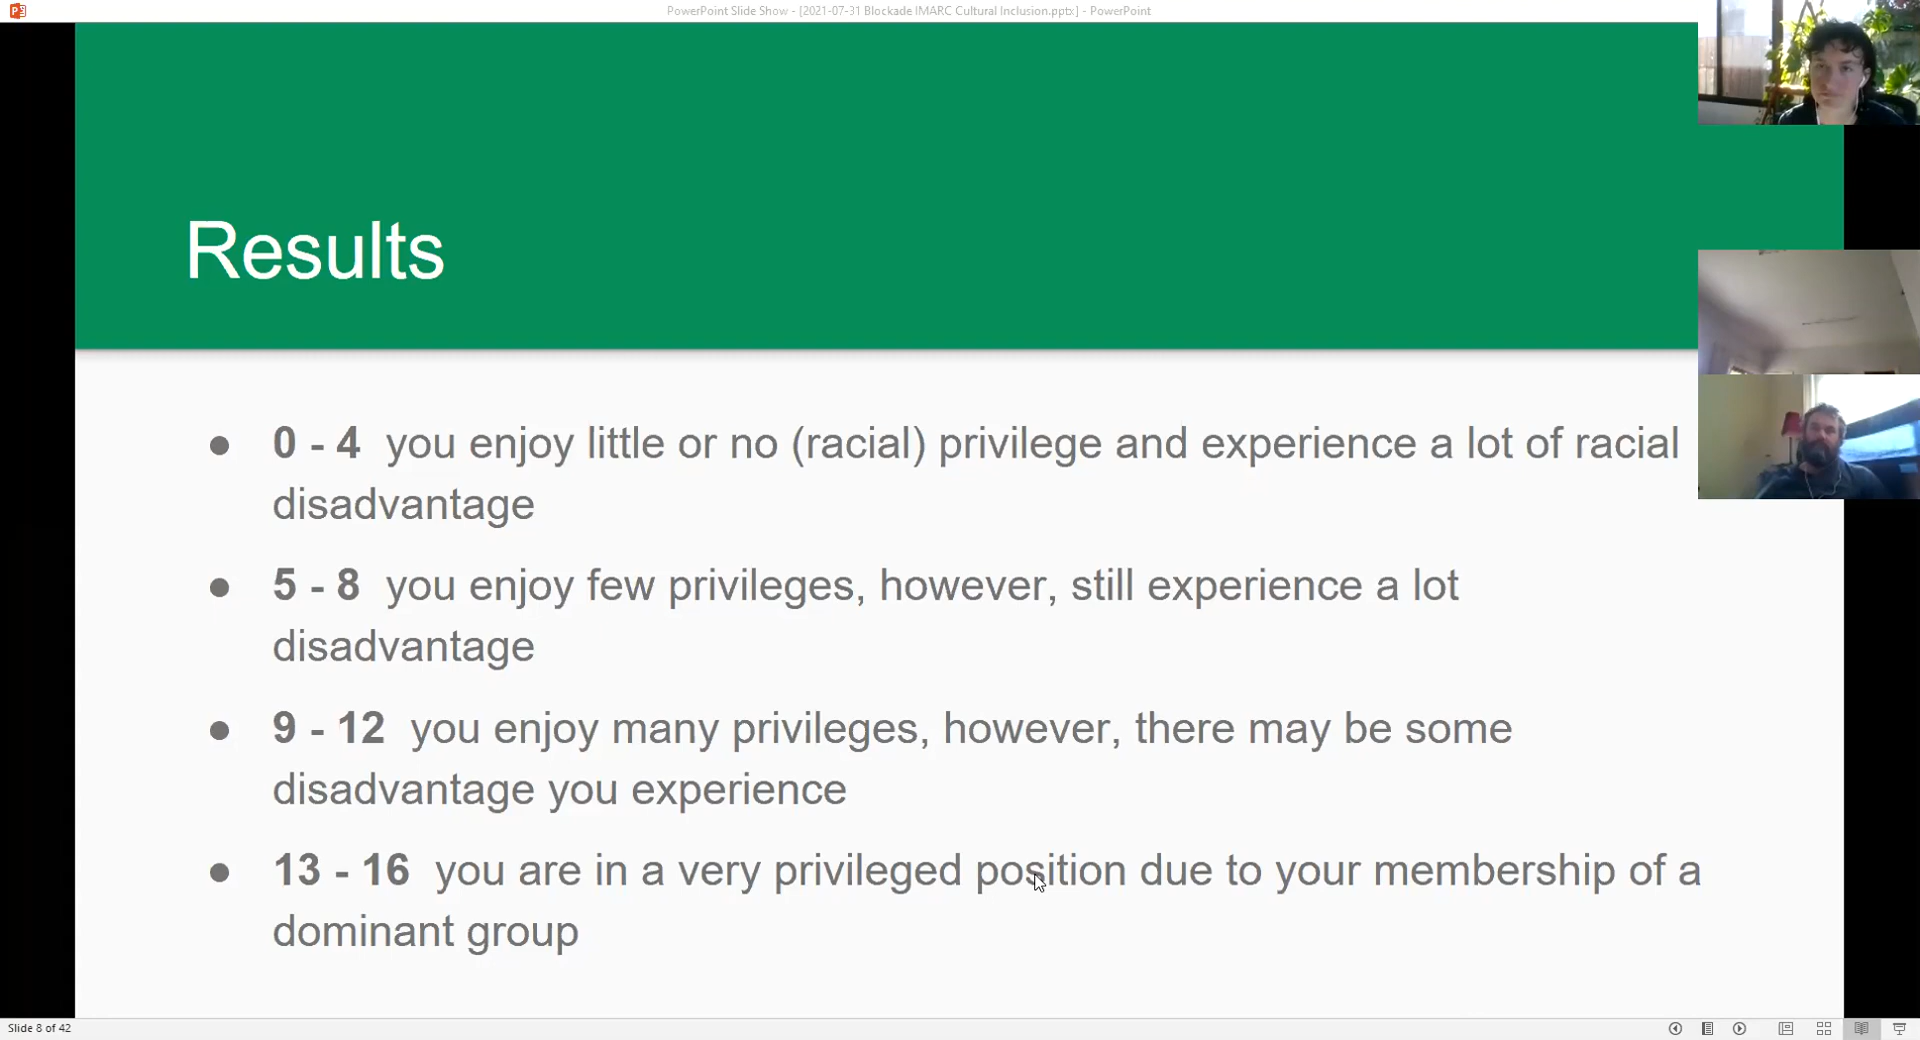 PowerPoint Slide Show - [2021-07-31 Blockade IMARC Cultural Inclusion.pptx] - PowerPoint
Results
● 0 - 4 you enjoy little or no (racial) privilege and experience a lot of racial
disadvantage
● 5 - 8 you enjoy few privileges, however, still experience a lot
disadvantage
● 9 - 12 you enjoy many privileges, however, there may be some
disadvantage you experience
● 13 - 16 you are in a very privileged position due to your membership of a
dominant group
Slide 8 of 42